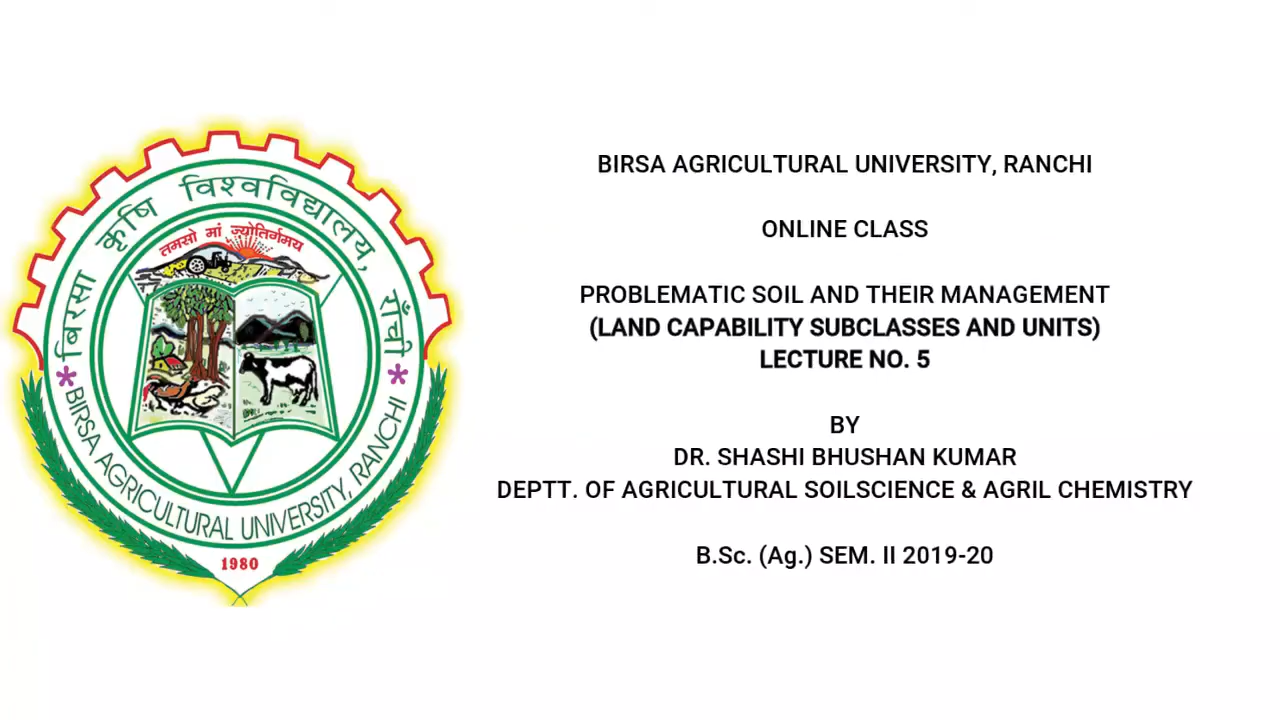 बिरसा कृषि विश्वविद्यालय, राँची
तमसो मां ज्योतिर्गमय
BIRSA AGRICULTURAL UNIVERSITY, RANCHI
1980
BIRSA AGRICULTURAL UNIVERSITY, RANCHI
ONLINE CLASS
PROBLEMATIC SOIL AND THEIR MANAGEMENT
(LAND CAPABILITY SUBCLASSES AND UNITS)
LECTURE NO. 5
BY
DR. SHASHI BHUSHAN KUMAR
DEPTT. OF AGRICULTURAL SOILSCIENCE & AGRIL CHEMISTRY
B.Sc. (Ag.) SEM. II 2019-20